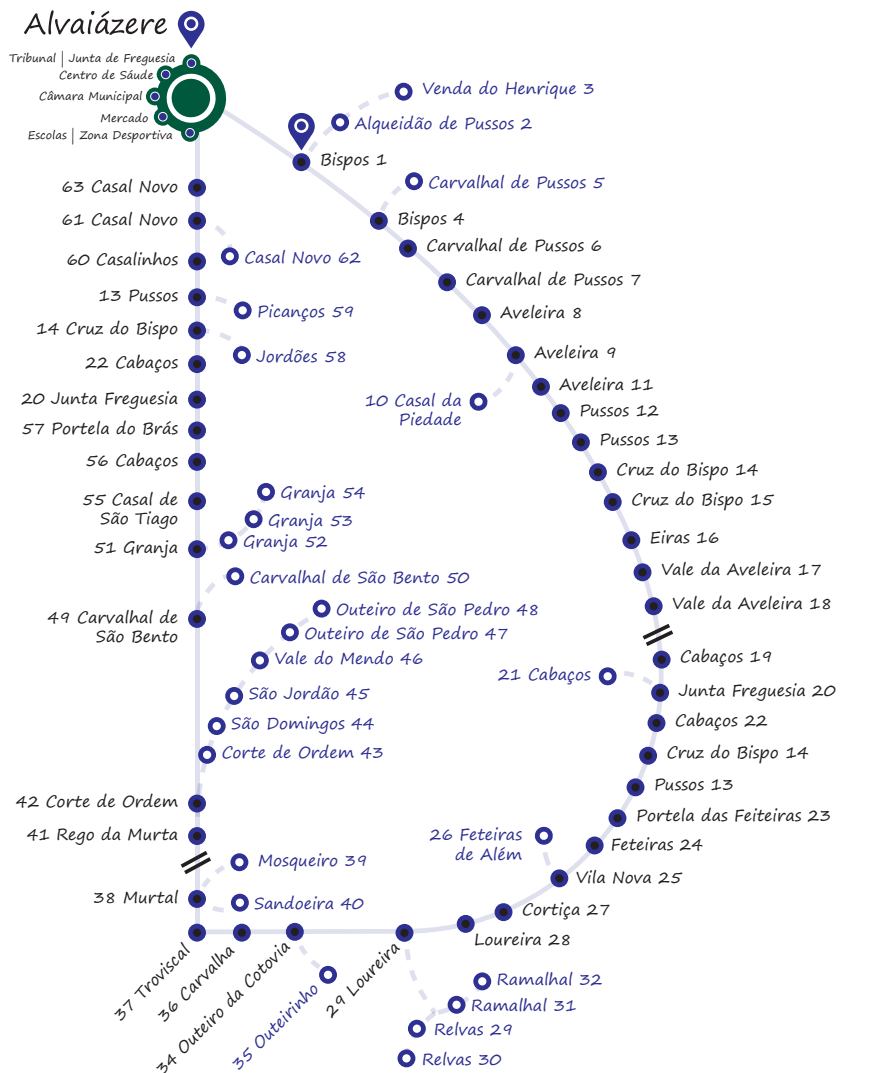 Alvaiázere
Tribunal | Junta de Freguesia
Centro de Sáude
Câmara Municipal
Mercado
Escolas | Zona Desportiva
Venda do Henrique 3
Alqueidão de Pussos 2
Bispos 1
Carvalhal de Pussos 5
Bispos 4
Carvalhal de Pussos 6
Carvalhal de Pussos 7
Aveleira 8
Aveleira 9
10 Casal da
Piedade
Aveleira 11
Pussos 12
Pussos 13
Cruz do Bispo 14
Cruz do Bispo 15
Eiras 16
Vale da Aveleira 17
Vale da Aveleira 18
Cabaços 19
21 Cabaços
Junta Freguesia 20
Cabaços 22
Cruz do Bispo 14
Pussos 13
Portela das Feiteiras 23
Feteiras 24
26 Feteiras
de Além
Vila Nova 25
Cortiça 27
Loureira 28
29 Loureira
Ramalhal 32
Ramalhal 31
Relvas 29
Relvas 30
34 Outeiro da Cotovia
35 Outeirinho
36 Carvalha
37 Troviscal
38 Murtal
Mosqueiro 39
Sandoeira 40
41 Rego da Murta
42 Corte de Ordem
Corte de Ordem 43
São Domingos 44
São Jordão 45
Vale do Mendo 46
Outeiro de São Pedro 47
Outeiro de São Pedro 48
49 Carvalhal de
São Bento
Carvalhal de São Bento 50
51 Granja
Granja 52
Granja 53
Granja 54
55 Casal de
São Tiago
56 Cabaços
57 Portela do Brás
20 Junta Freguesia
22 Cabaços
14 Cruz do Bispo
Jordões 58
13 Pussos
Picanços 59
60 Casalinhos
61 Casal Novo
Casal Novo 62
63 Casal Novo